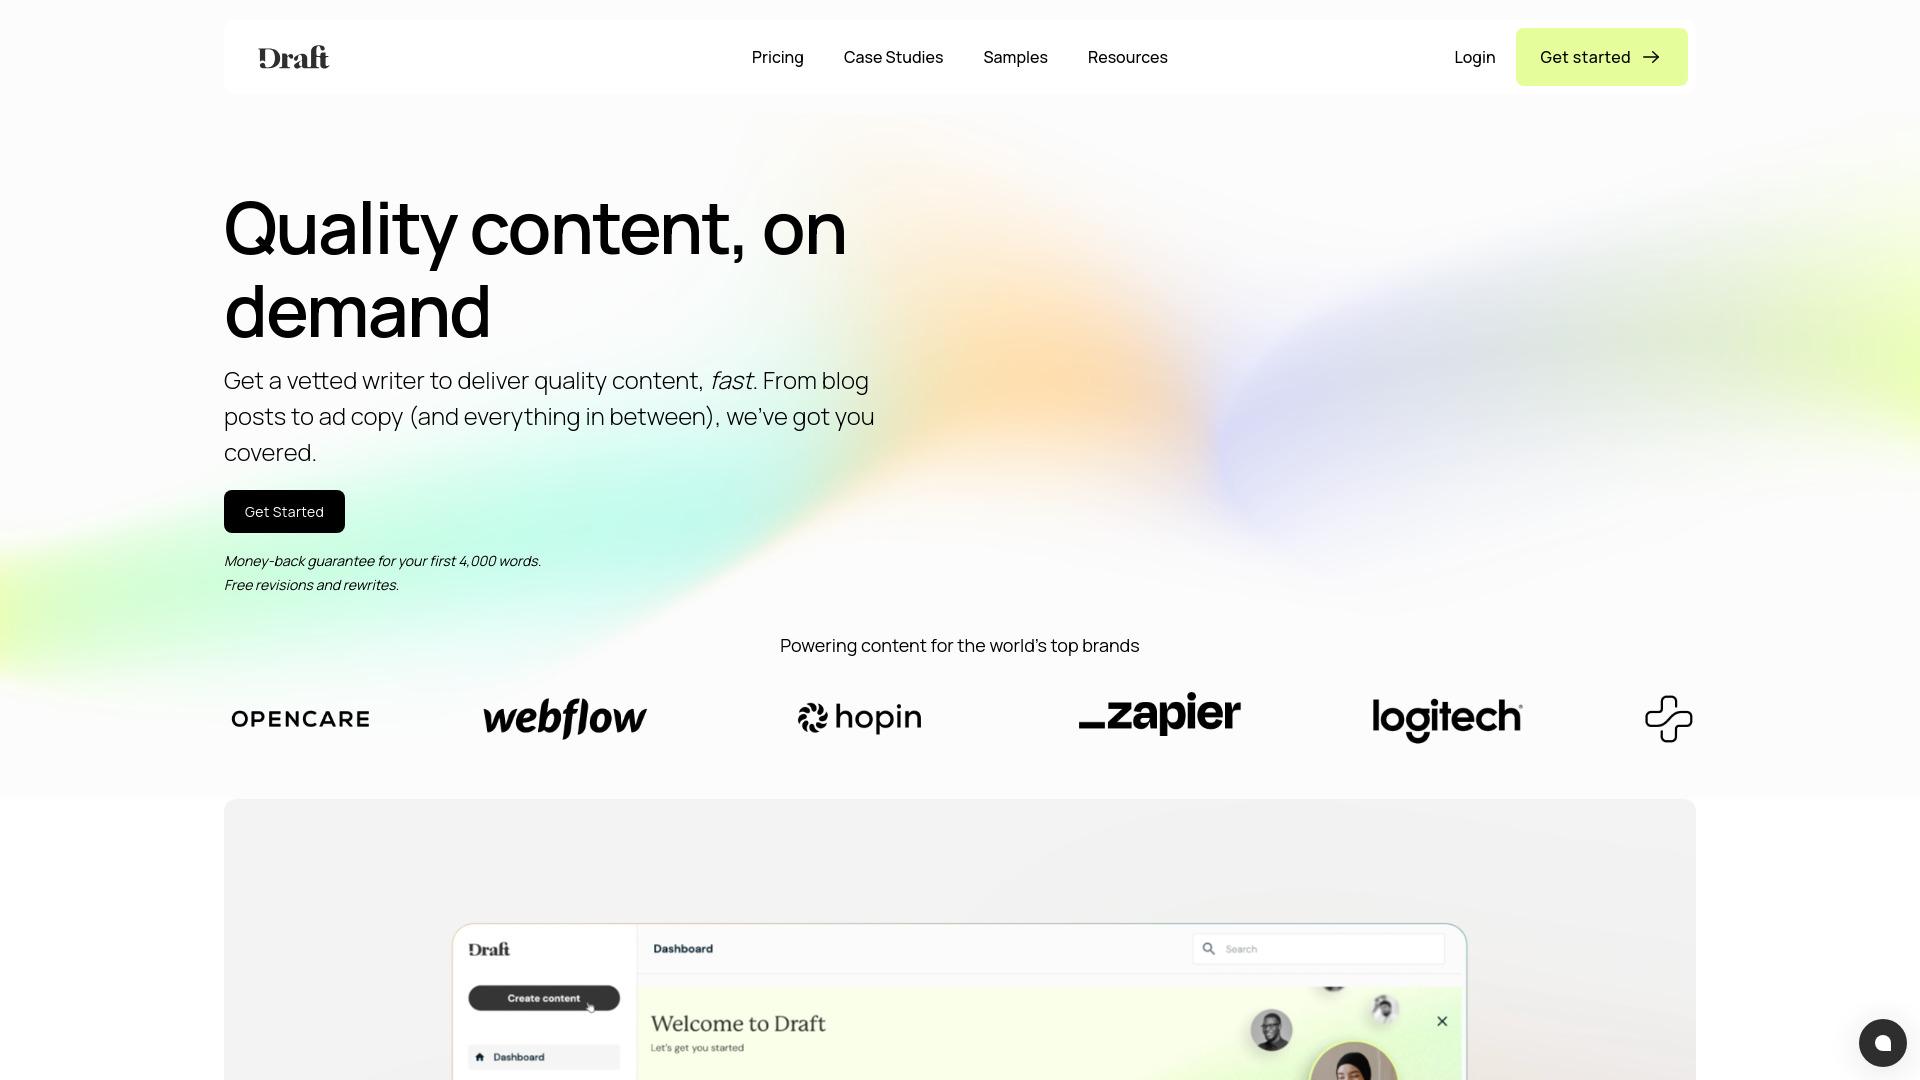 Draft
Pricing
Case Studies
Samples
Resources
Login
Get started
Quality content, on
demand
Get a vetted writer to deliver quality content, fast. From blog
posts to ad copy (and everything in between), we've got you
covered.
Get Started
Money-back guarantee for your first 4,000 words.
Free revisions and rewrites.
Powering content for the world's top brands
OPENCARE
webflow
hopin
_zapier
logitech
Draft
Dashboard
Search
Create content
Welcome to Draft
Let's get you started
Dashboard